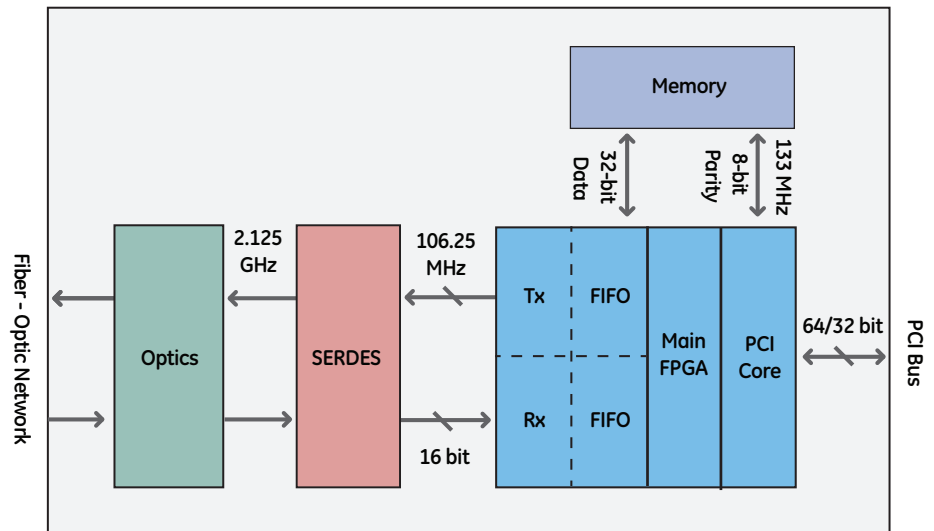 Memory
32-bit
Data
133 MHz
8-bit
Parity
Fiber - Optic Network
Optics
2.125
GHz
SERDES
106.25
MHz
16 bit
Tx
FIFO
Rx
FIFO
Main
FPGA
PCI
Core
64/32 bit
PCI Bus